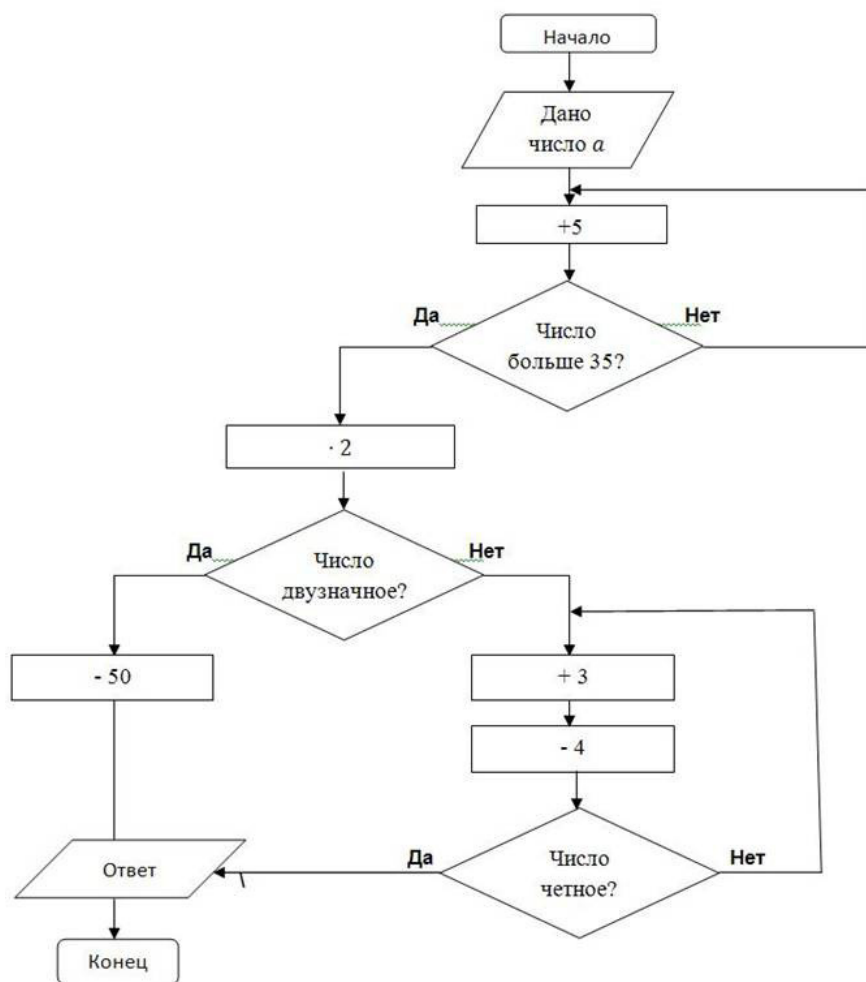 Начало
Дано
число a
+5
Да
Нет
Число
больше 35?
· 2
Да
Нет
Число
двузначное?
- 50
+ 3
- 4
Да
Нет
Число
четное?
Ответ
Конец